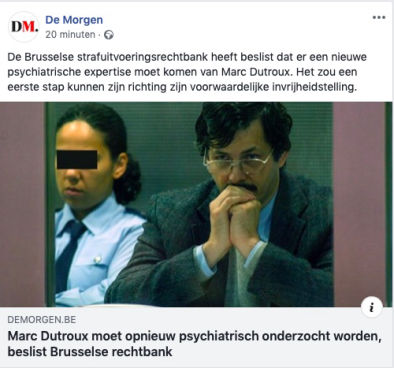 DM.
De Morgen
20 minuten ·
De Brusselse strafuitvoeringsrechtbank heeft beslist dat er een nieuwe
psychiatrische expertise moet komen van Marc Dutroux. Het zou een
eerste stap kunnen zijn richting zijn voorwaardelijke invrijheidstelling.
i
DEMORGEN.BE
Marc Dutroux moet opnieuw psychiatrisch onderzocht worden,
beslist Brusselse rechtbank